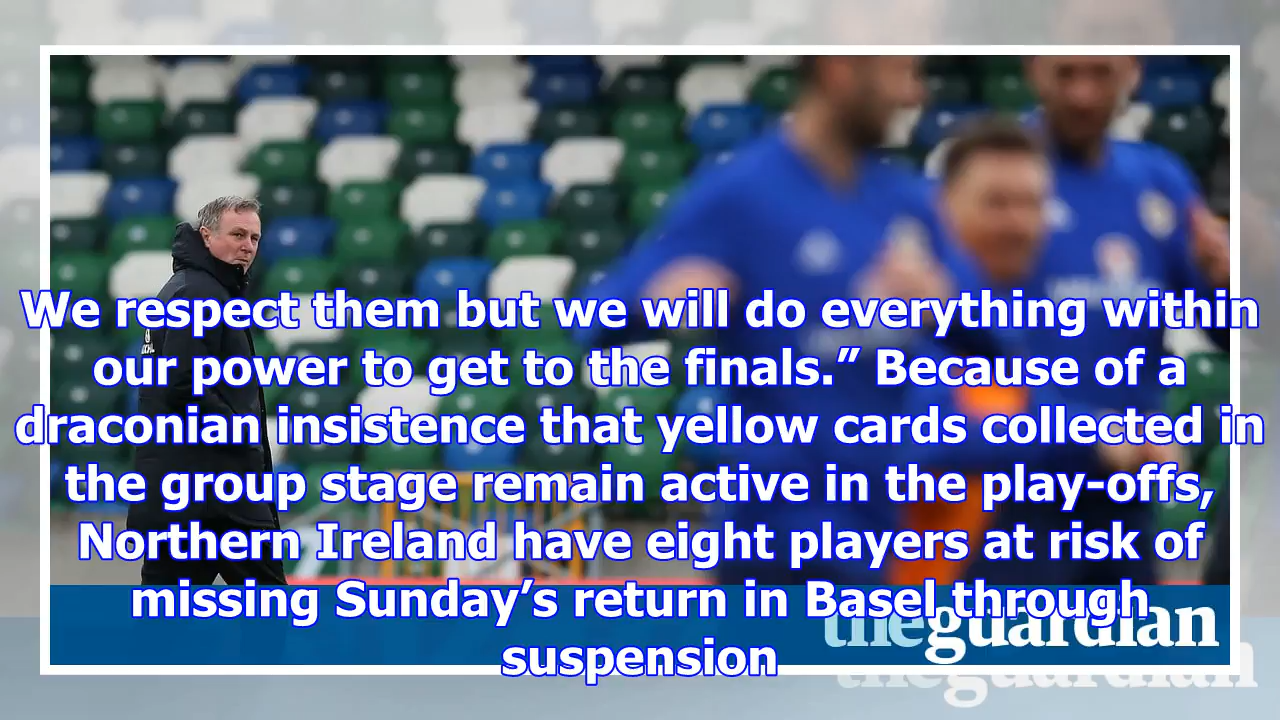 We respect them but we will do everything within
our power to get to the finals.” Because of a
draconian insistence that yellow cards collected in
the group stage remain active in the play-offs,
Northern Ireland have eight players at risk of
missing Sunday’s return in Basel through
suspension
theguardian
theguardian